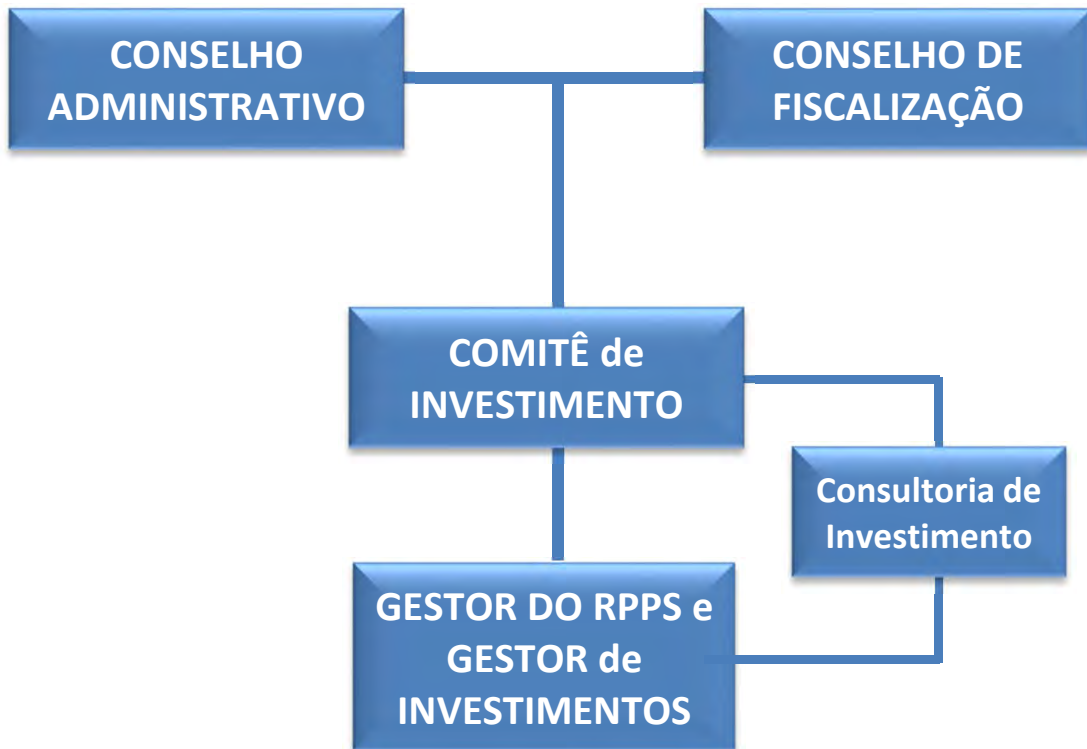 CONSELHO
ADMINISTRATIVO
CONSELHO DE
FISCALIZAÇÃO
COMITÊ de
INVESTIMENTO
Consultoria de
Investimento
GESTOR DO RPPS e
GESTOR de
INVESTIMENTOS